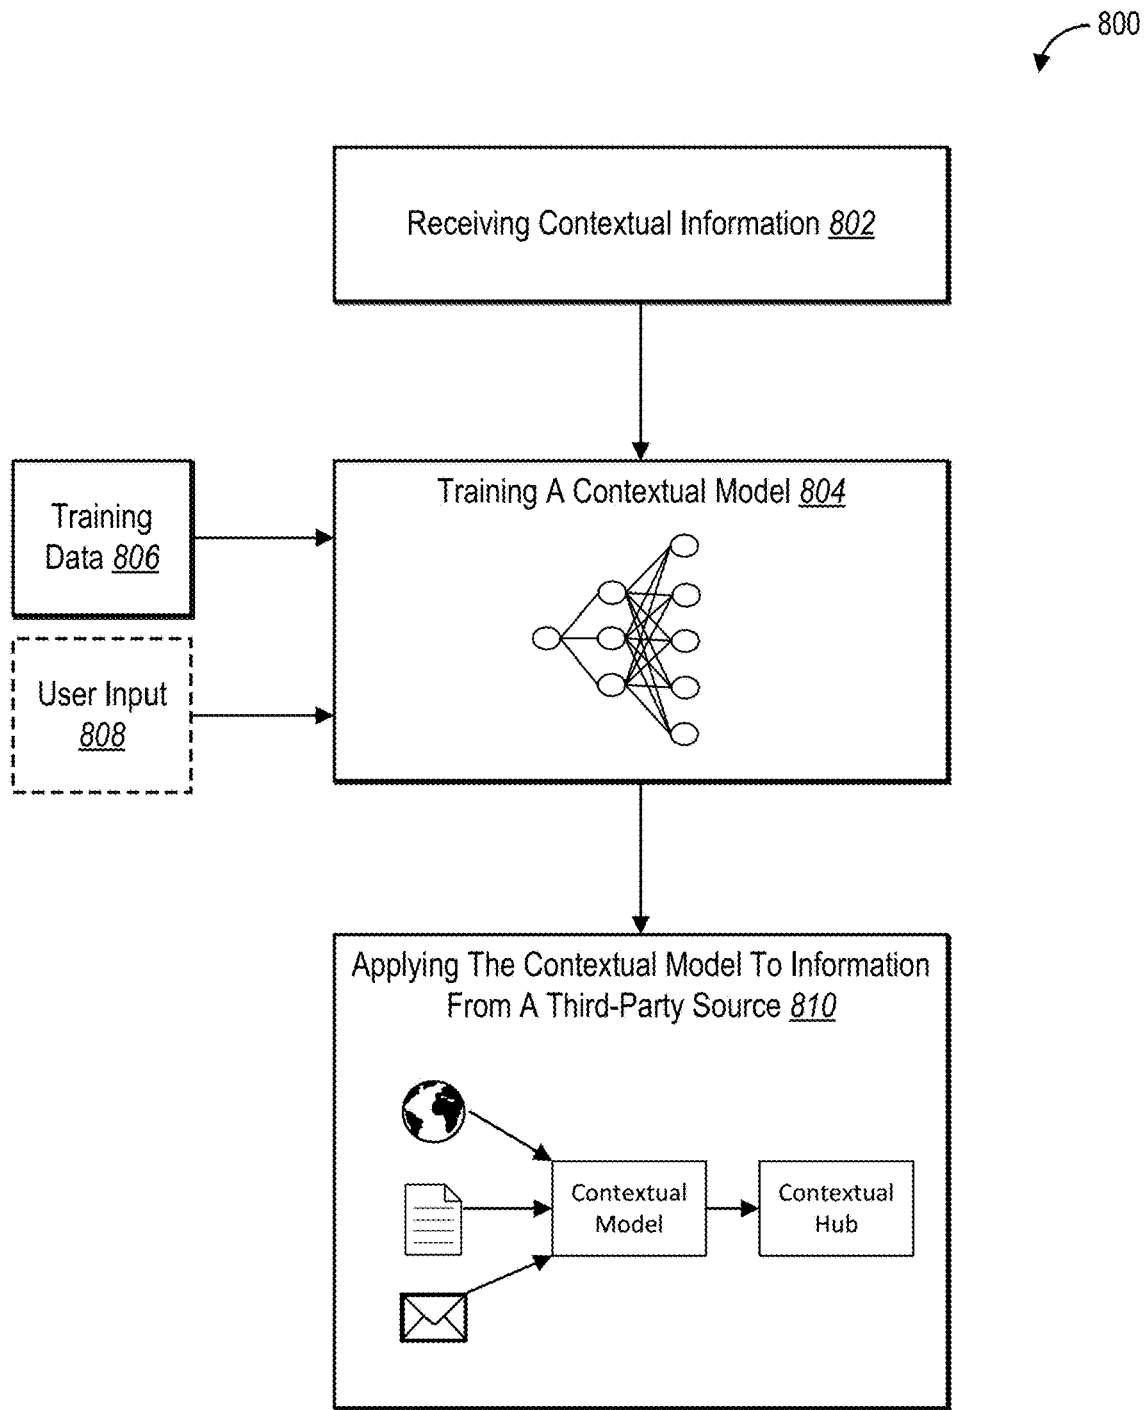 800
Receiving Contextual Information 802
Training A Contextual Model 804
Training
Data 806
User Input
808
Applying The Contextual Model To Information
From A Third-Party Source 810
Contextual
Model
Contextual
Hub